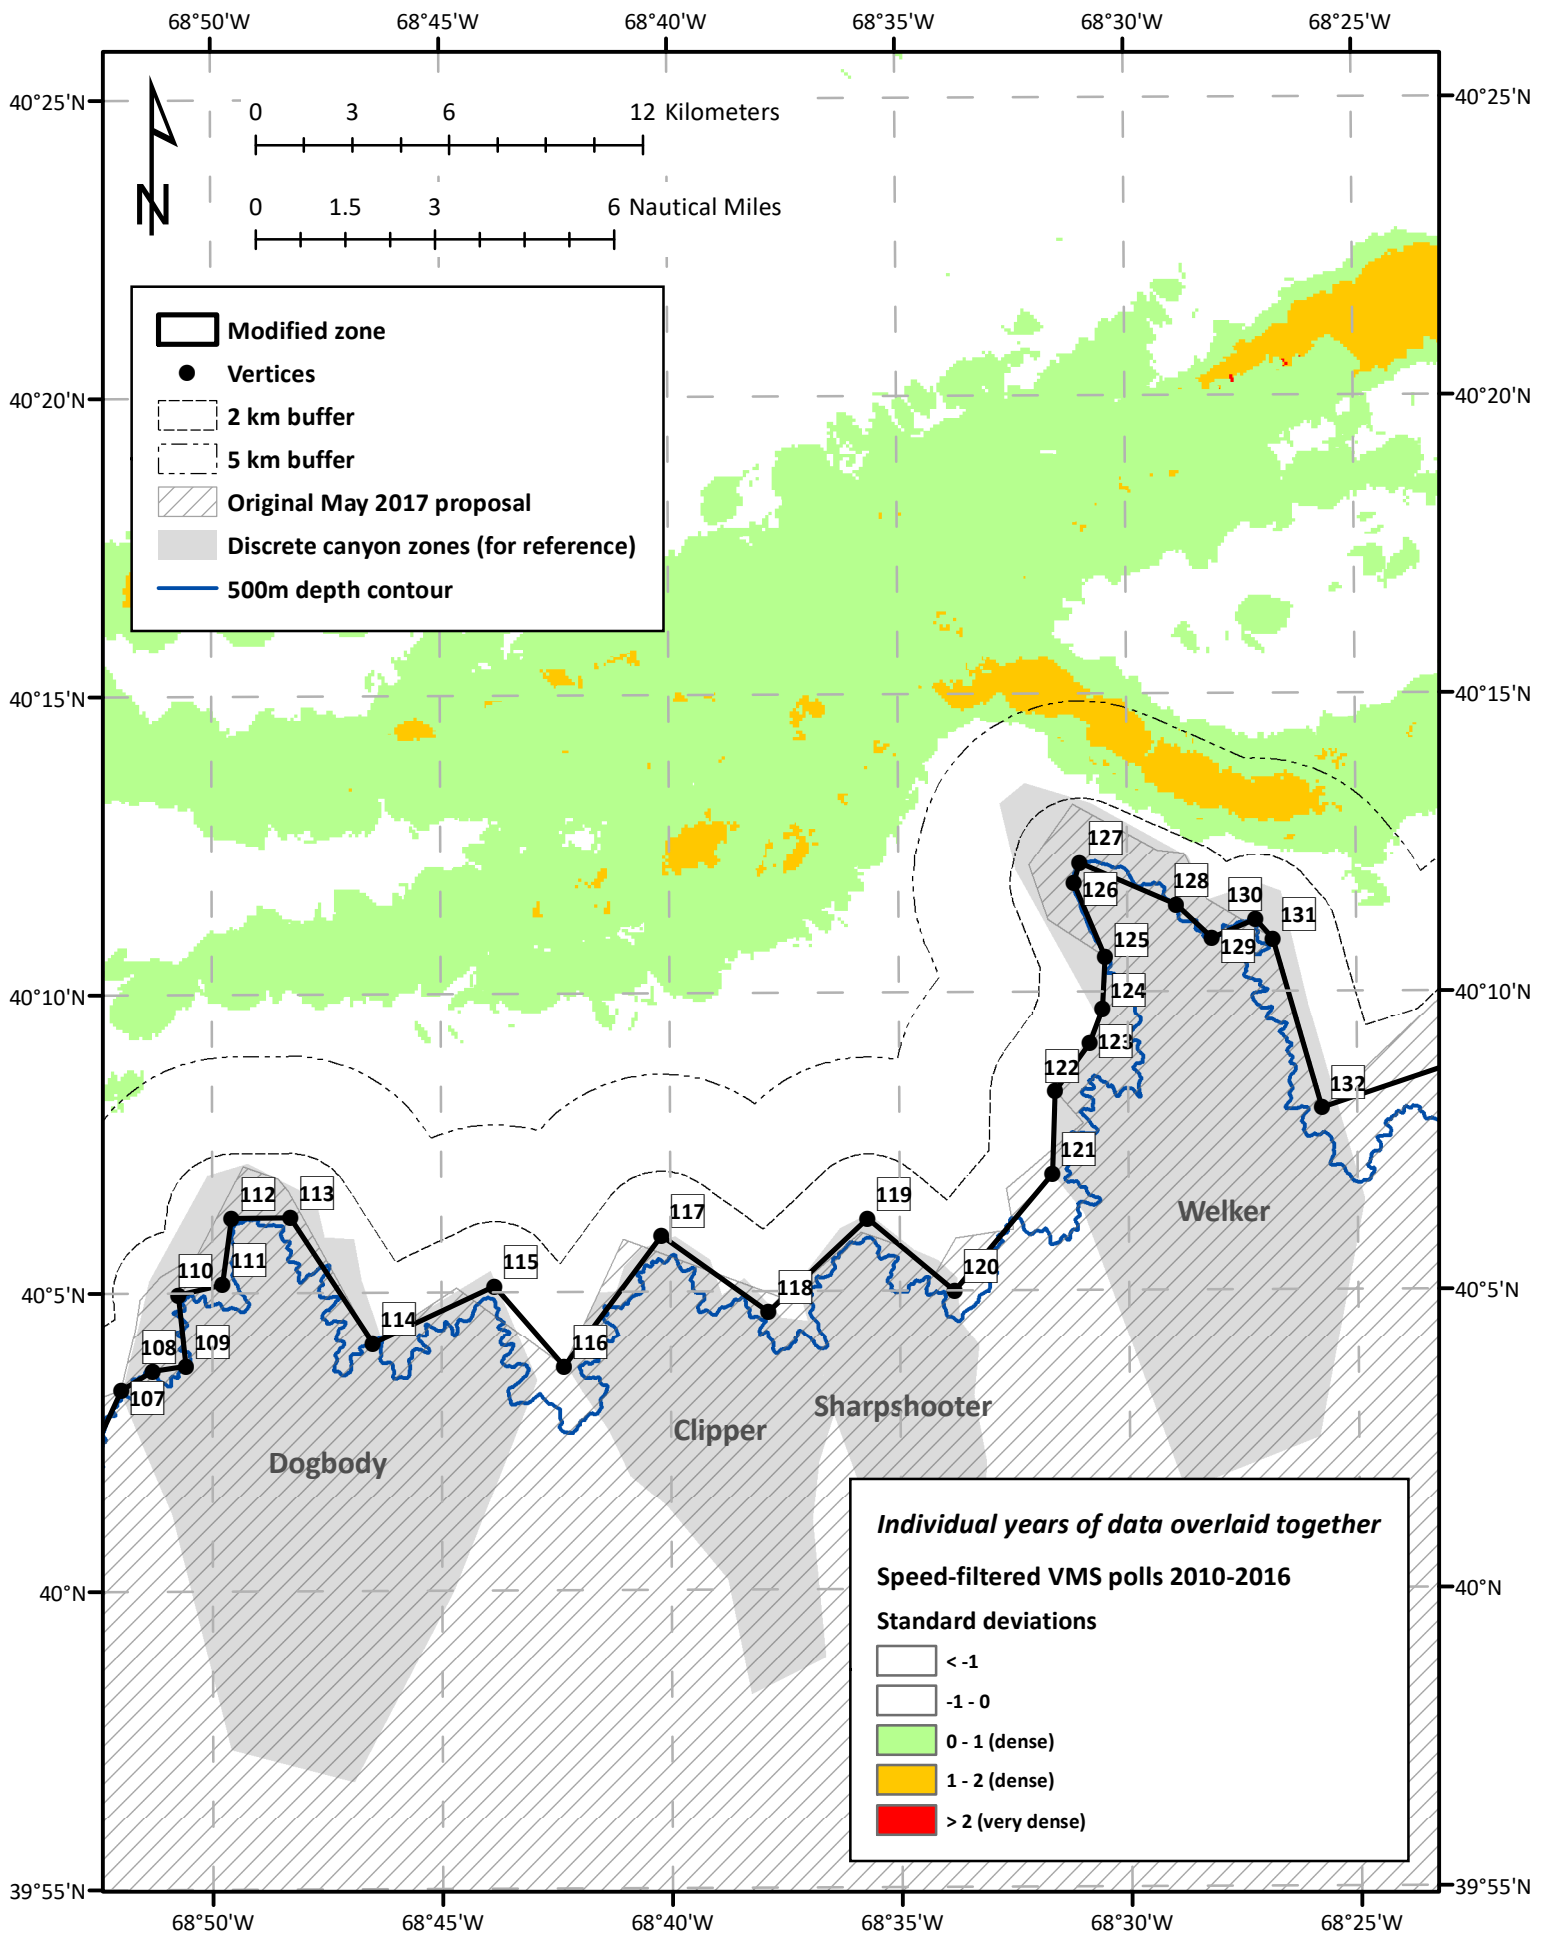 68°50'W 68°45'W 68°40'W 68°35'W 68°30'W 68°25'W
40°25'N 40°25'N
0 3 6 12 Kilometers
N
0 1.5 3 6 Nautical Miles
Modified zone
Vertices
2 km buffer
5 km buffer
Original May 2017 proposal
Discrete canyon zones (for reference)
500m depth contour
40°20'N 40°20'N
40°15'N 40°15'N
127
128
126
130
131
125
129
40°10'N 124 40°10'N
123
122
132
121
112 113
117
119
Welker
110 111
115
120
40°5'N 118 40°5'N
114
108 109
116
107
Clipper
Sharpshooter
Dogbody
40°N 40°N
Individual years of data overlaid together
Speed-filtered VMS polls 2010-2016
Standard deviations
< -1
-1 - 0
0 - 1 (dense)
1 - 2 (dense)
> 2 (very dense)
39°55'N 39°55'N
68°50'W 68°45'W 68°40'W 68°35'W 68°30'W 68°25'W